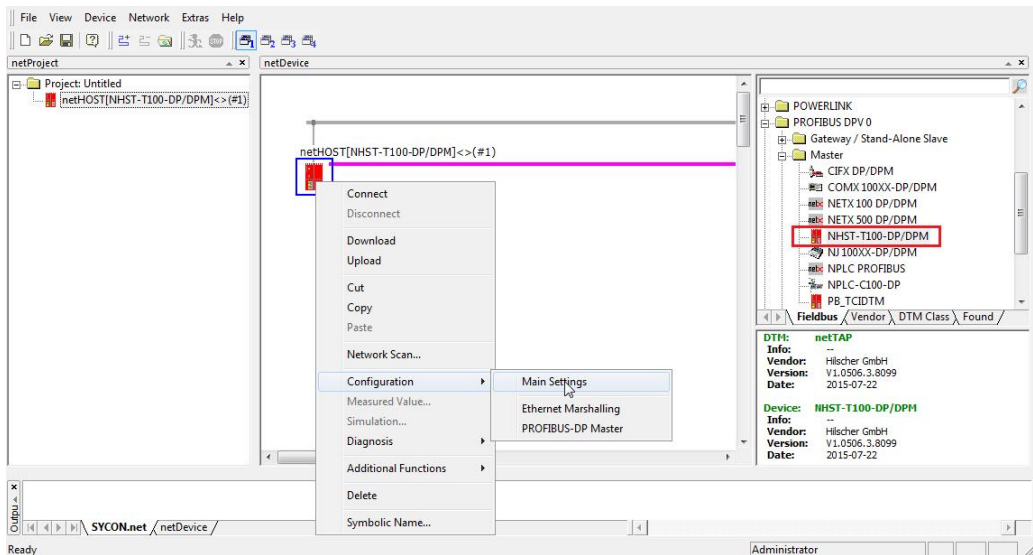 File View Device Network Extras Help
netProject
netDevice
Project: Untitled
netHOST[NHST-T100-DP/DPM]<>(#1)
netHOST[NHST-T100-DP/DPM]<>(#1)
Connect
Disconnect
Download
Upload
Cut
Copy
Paste
Network Scan...
Configuration
Measured Value...
Simulation...
Diagnosis
Additional Functions
Delete
Symbolic Name...
Main Settings
Ethernet Marshalling
PROFIBUS-DP Master
POWERLINK
PROFIBUS DPV0
Gateway / Stand-Alone Slave
Master
CIFX DP/DPM
COMX 100XX-DP/DPM
NETX 100 DP/DPM
NETX 500 DP/DPM
NHST-T100-DP/DPM
NJ 100XX-DP/DPM
NPLC PROFIBUS
NPLC-C100-DP
PB_TCIDTM
Fieldbus Vendor DTM Class Found
DTM: netTAP
Info: --
Vendor: Hilscher GmbH
Version: V1.0506.3.8099
Date: 2015-07-22
Device: NHST-T100-DP/DPM
Info: --
Vendor: Hilscher GmbH
Version: V1.0506.3.8099
Date: 2015-07-22
SYCON.net netDevice
Ready
Administrator